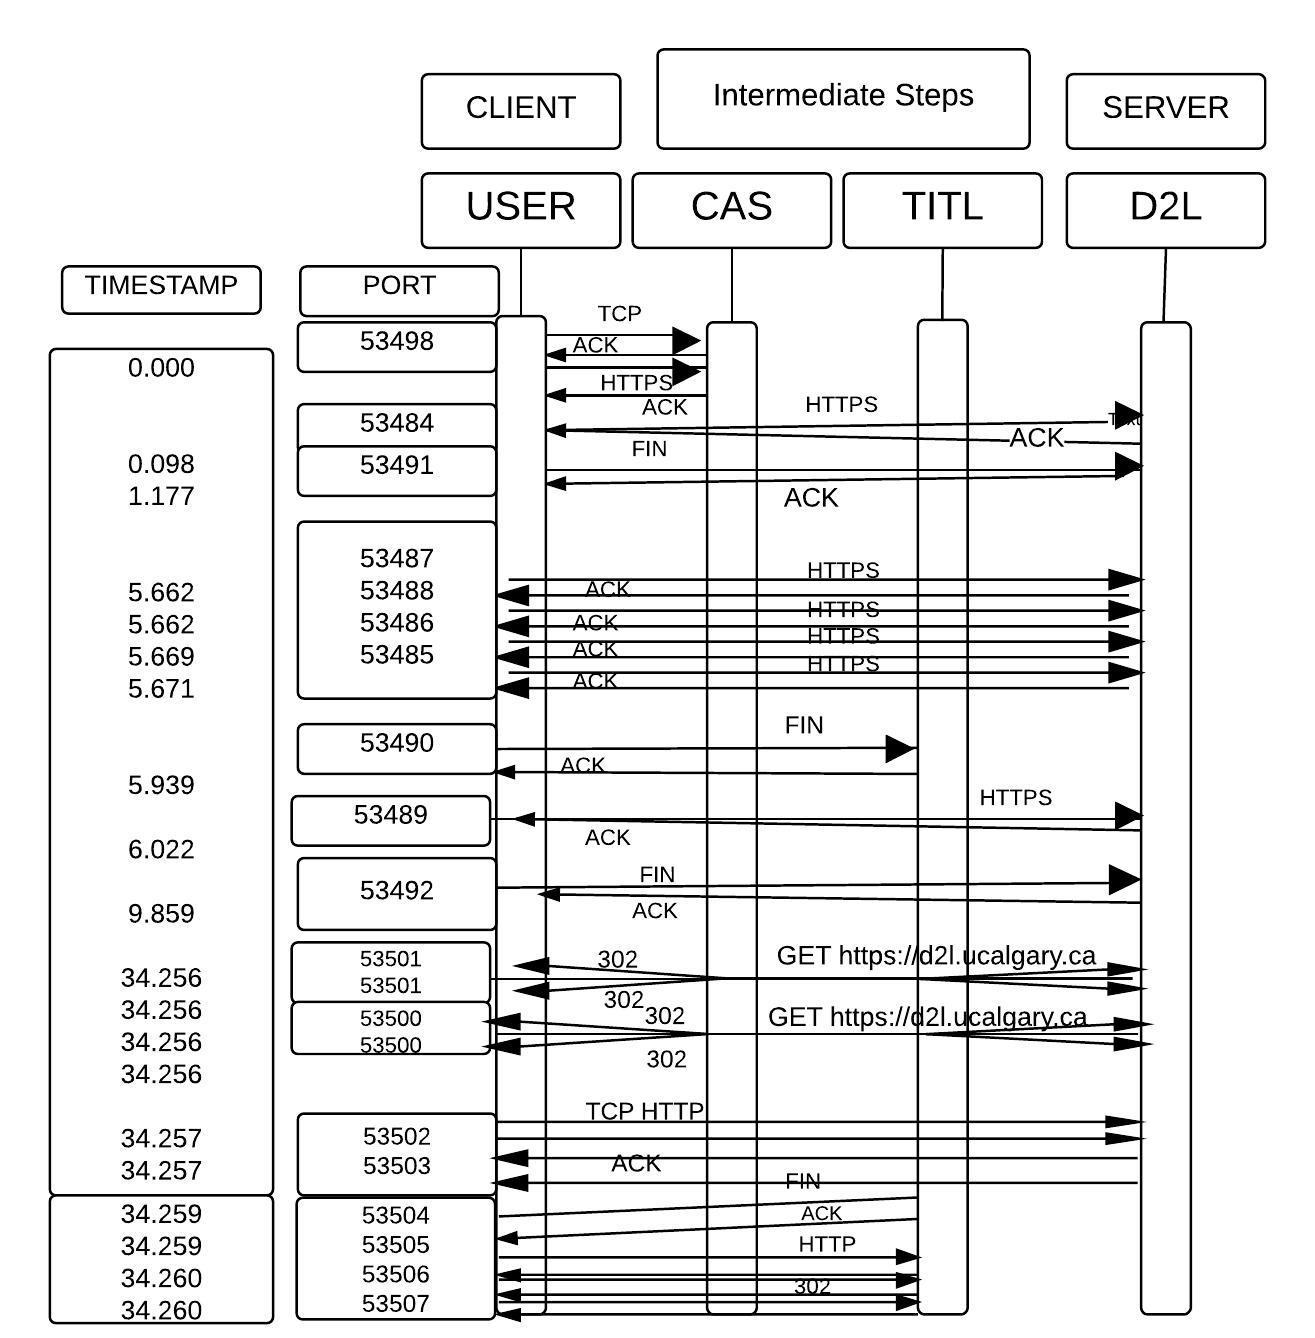 Intermediate Steps
CLIENT
SERVER
USER
CAS
TITL
D2L
TIMESTAMP
PORT
TCP
53498
ACK
0.000
HTTPS
ACK
HTTPS
53484
Text
ACK
FIN
0.098
53491
1.177
ACK
53487
HTTPS
5.662
53488
ACK
HTTPS
5.662
53486
ACK
HTTPS
5.669
53485
ACK
HTTPS
5.671
ACK
FIN
53490
ACK
5.939
HTTPS
53489
ACK
6.022
FIN
53492
ACK
9.859
53501
302
GET https://d2l.ucalgary.ca
34.256
53501
302
34.256
53500
302
GET https://d2l.ucalgary.ca
34.256
53500
302
34.256
TCP HTTP
34.257
53502
34.257
53503
ACK
FIN
34.259
53504
ACK
34.259
53505
HTTP
34.260
53506
302
34.260
53507